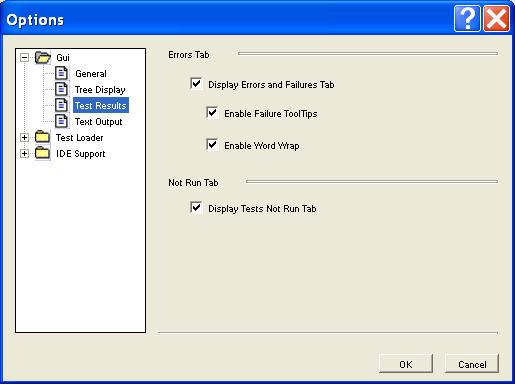 Options
Gui
General
Tree Display
Test Results
Text Output
Test Loader
IDE Support
Errors Tab
Display Errors and Failures Tab
Enable Failure ToolTips
Enable Word Wrap
Not Run Tab
Display Tests Not Run Tab
OK
Cancel